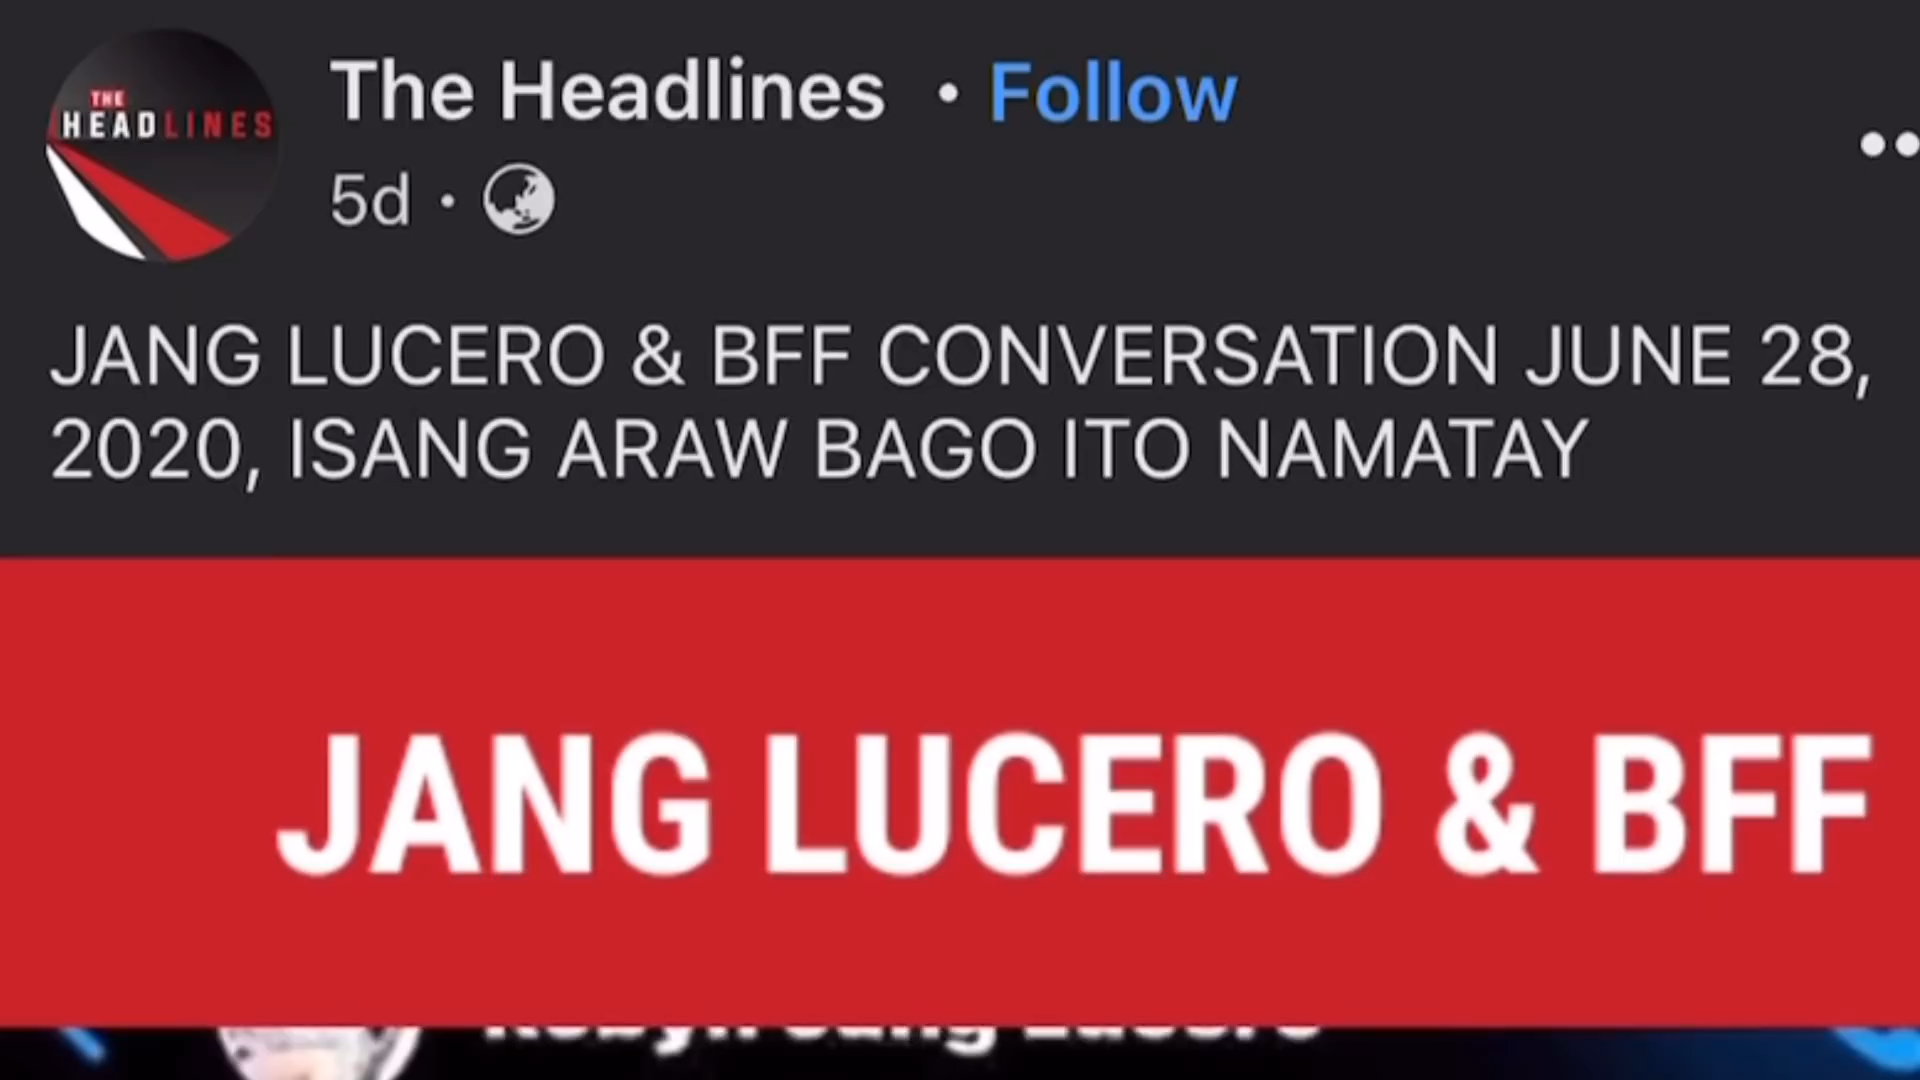 THE
HEADLINES
The Headlines • Follow
5d •
JANG LUCERO & BFF CONVERSATION JUNE 28,
2020, ISANG ARAW BAGO ITO NAMATAY
JANG LUCERO & BFF